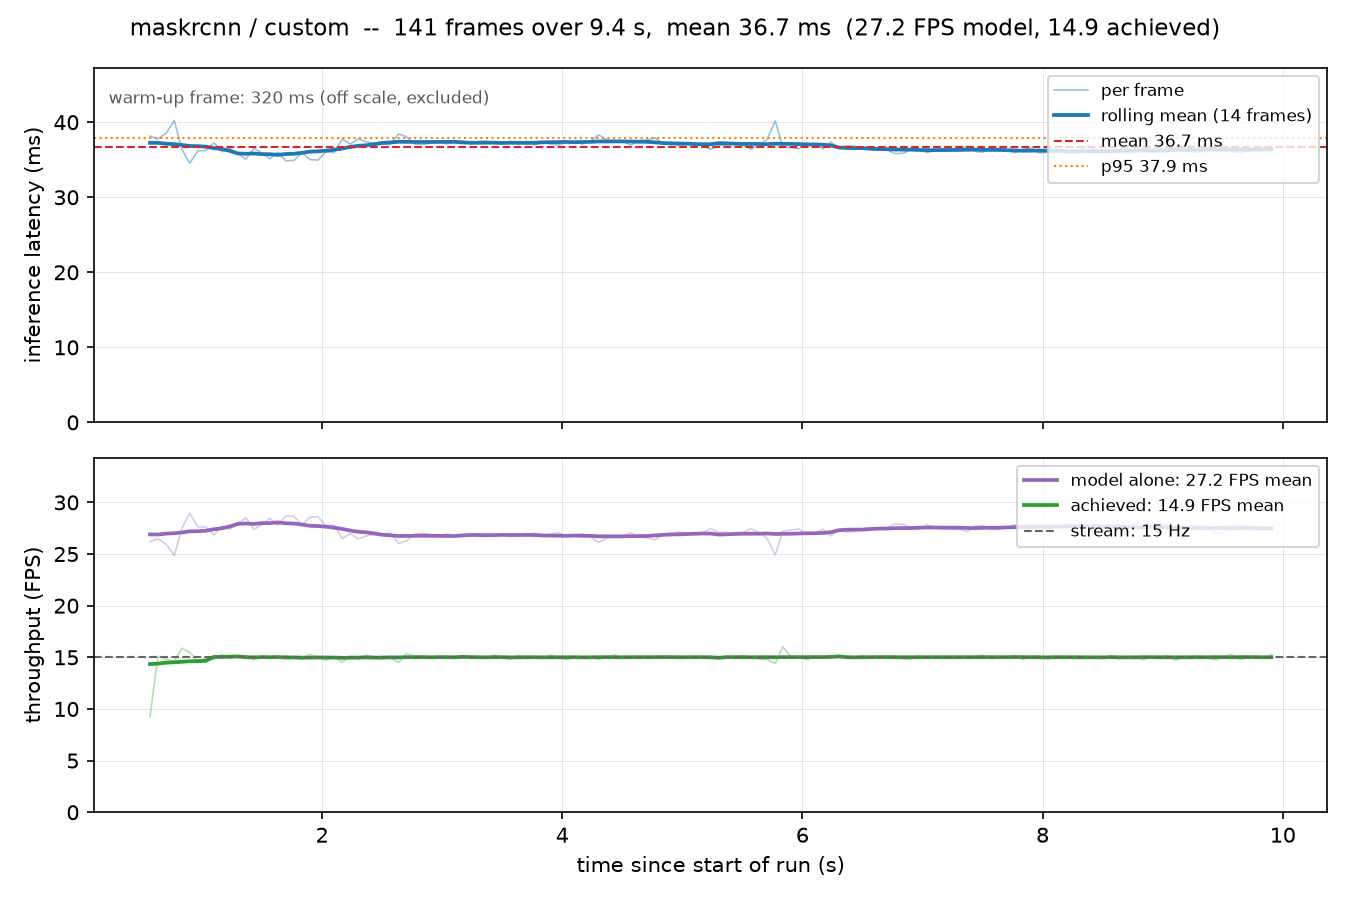 maskrcnn / custom  --  141 frames over 9.4 s,  mean 36.7 ms  (27.2 FPS model, 14.9 achieved)
warm-up frame: 320 ms (off scale, excluded)
per frame
rolling mean (14 frames)
mean 36.7 ms
p95 37.9 ms
inference latency (ms)
40
30
20
10
0
model alone: 27.2 FPS mean
achieved: 14.9 FPS mean
stream: 15 Hz
throughput (FPS)
30
25
20
15
10
5
0
2 4 6 8 10
time since start of run (s)